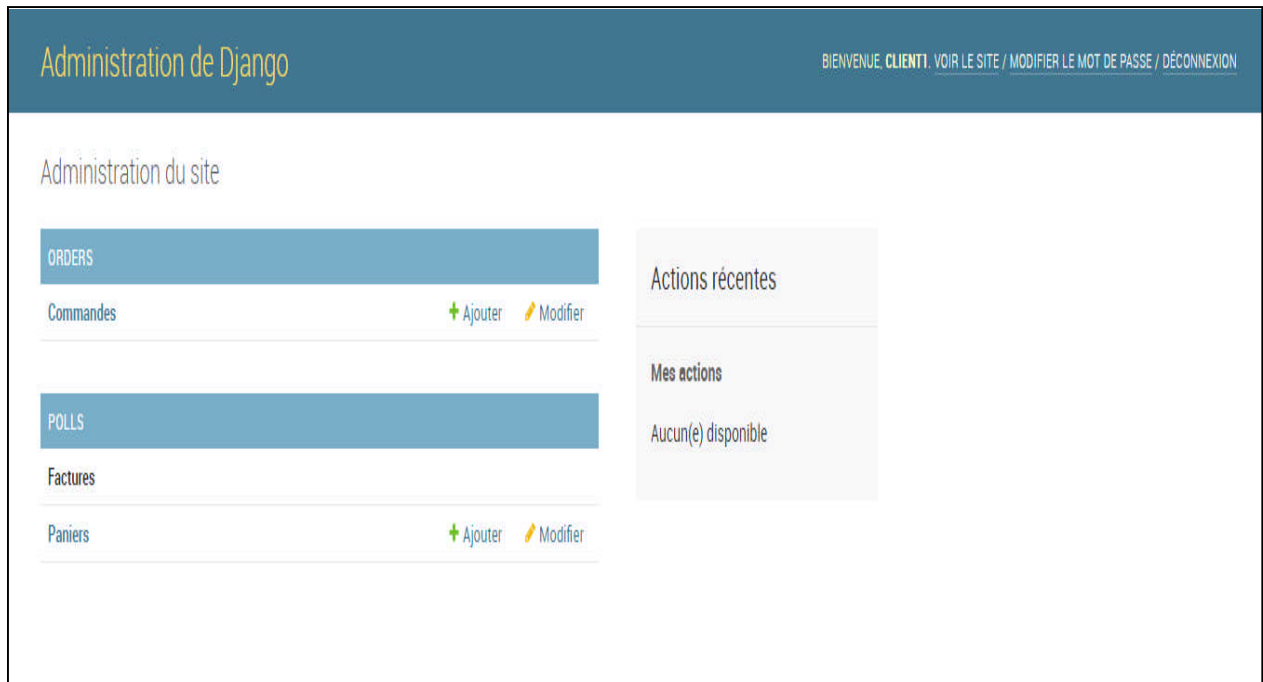 Administration de Django
BIENVENUE, CLIENT1. VOIR LE SITE / MODIFIER LE MOT DE PASSE / DÉCONNEXION
Administration du site
ORDERS
Commandes Ajouter Modifier
POLLS
Factures
Paniers Ajouter Modifier
Actions récentes
Mes actions
Aucun(e) disponible